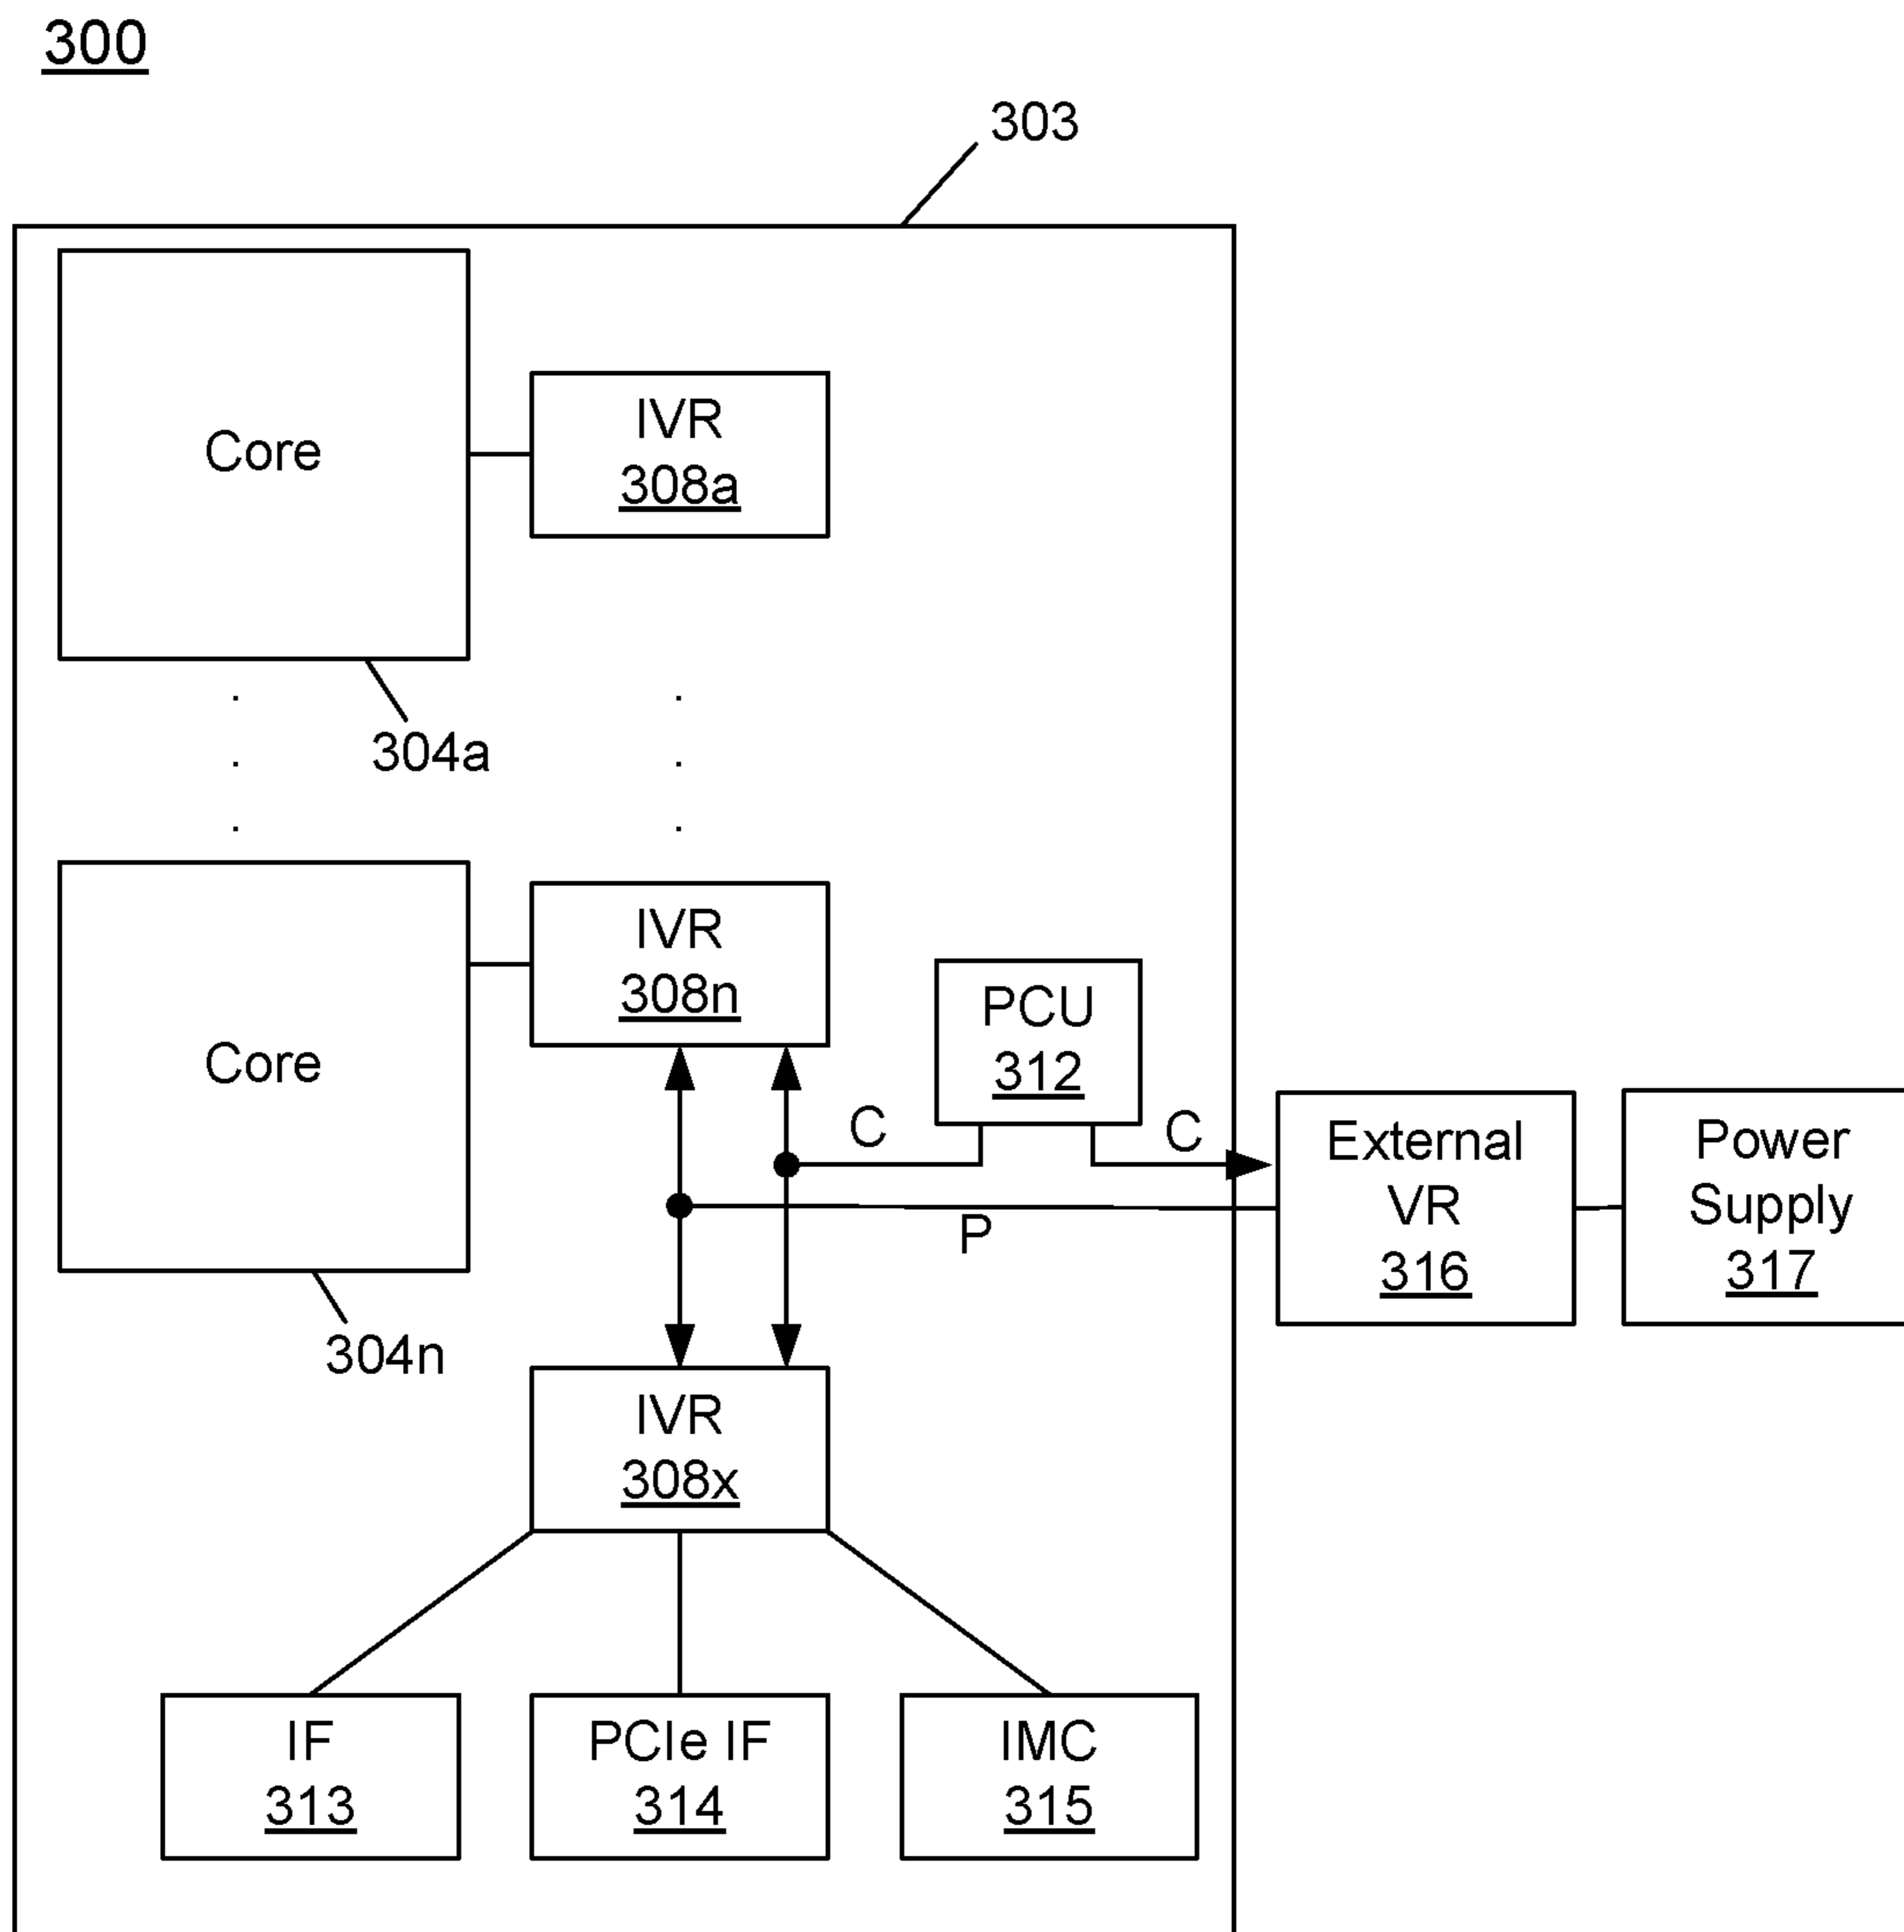 300
303
Core
IVR
308a
304a
Core
IVR
308n
PCU
312
C
C
External
VR
316
Power
Supply
317
P
304n
IVR
308x
IF
313
PCIe IF
314
IMC
315